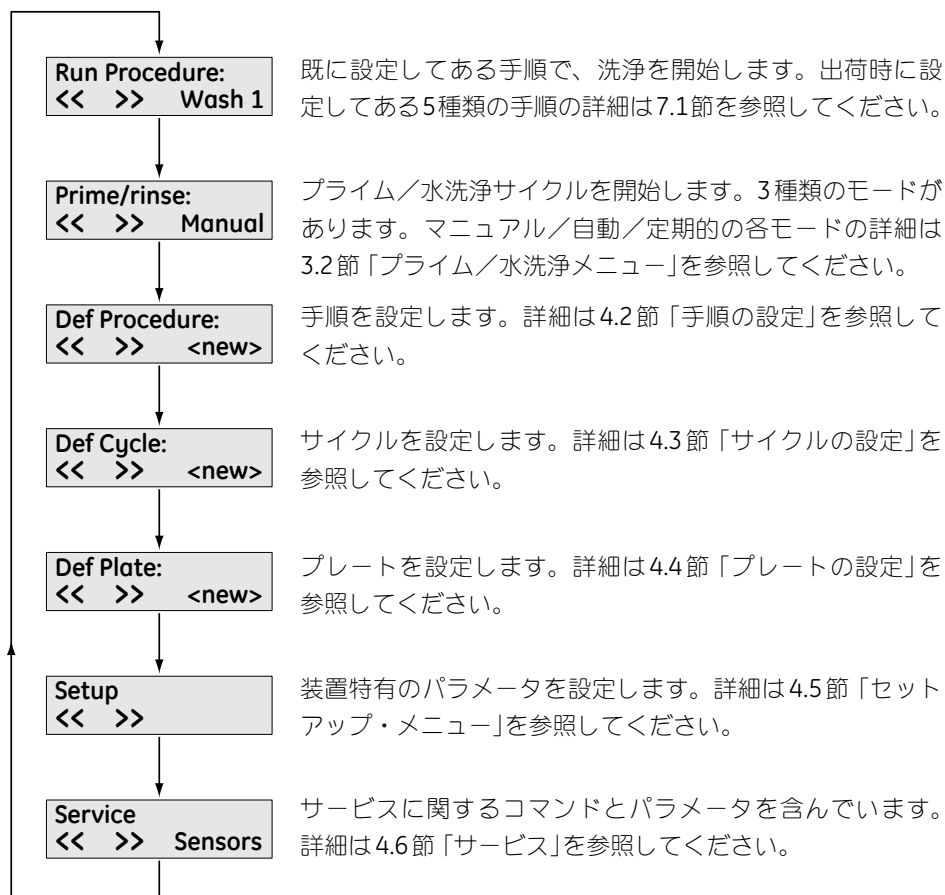 Run Procedure:
<< >> Wash 1
既に設定してある手順で、洗浄を開始します。出荷時に設
定してある5種類の手順の詳細は7.1節を参照してください。
Prime/rinse:
<< >> Manual
プライム／水洗浄サイクルを開始します。3種類のモードが
あります。マニュアル／自動／定期的の各モードの詳細は
3.2節「プライム／水洗浄メニュー」を参照してください。
Def Procedure:
<< >> <new>
手順を設定します。詳細は4.2節「手順の設定」を参照して
ください。
Def Cycle:
<< >> <new>
サイクルを設定します。詳細は4.3節「サイクルの設定」を
参照してください。
Def Plate:
<< >> <new>
プレートを設定します。詳細は4.4節「プレートの設定」を
参照してください。
Setup
<< >>
装置特有のパラメータを設定します。詳細は4.5節「セット
アップ・メニュー」を参照してください。
Service
<< >> Sensors
サービスに関するコマンドとパラメータを含んでいます。
詳細は4.6節「サービス」を参照してください。